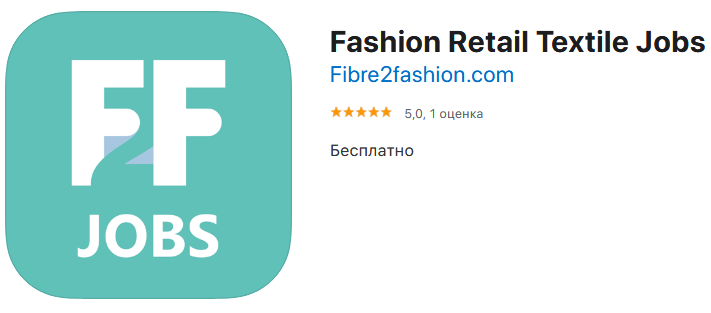 F2F
JOBS
Fashion Retail Textile Jobs
Fibre2fashion.com
5,0, 1 оценка
Бесплатно